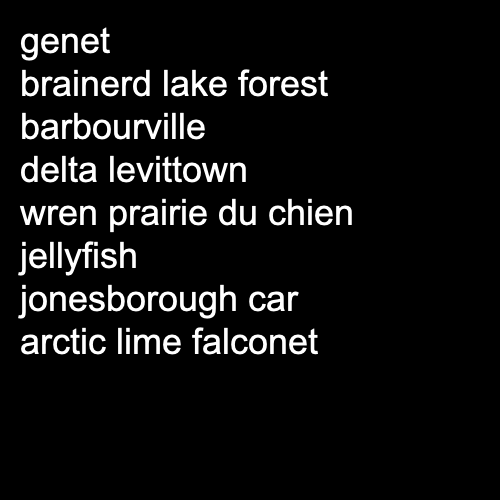 genet
brainerd lake forest
barbourville
delta levittown
wren prairie du chien
jellyfish
jonesborough car
arctic lime falconet